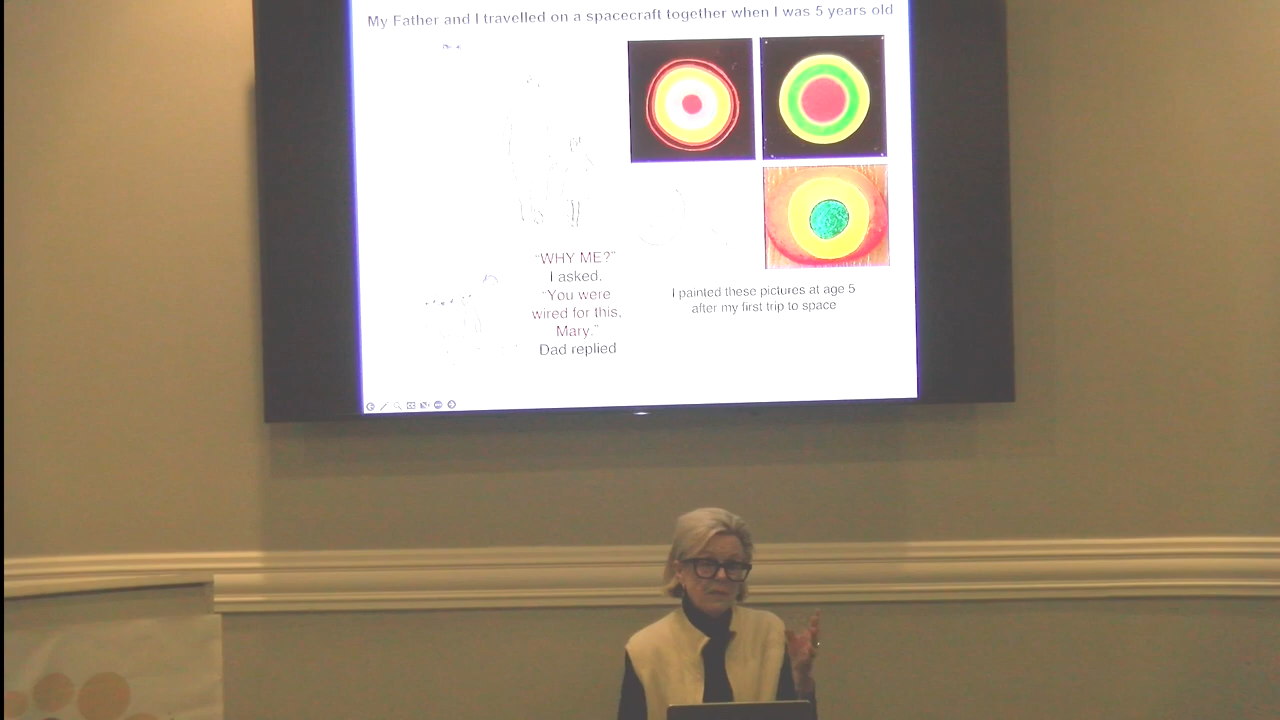 My Father and I travelled on a spacecraft together when I was 5 years old
"WHY ME?"
I asked.
"You were
wired for this,
Mary."
Dad replied
I painted these pictures at age 5
after my first trip to space